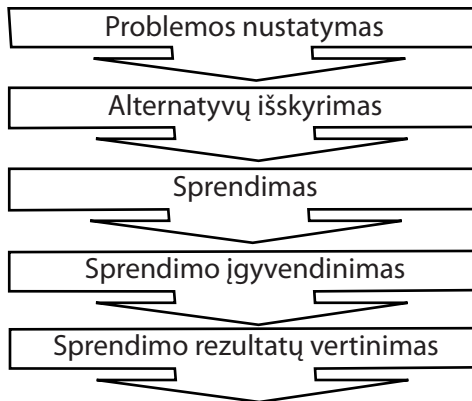 Problemos nustatymas
Alternatyvų išskyrimas
Sprendimas
Sprendimo įgyvendinimas
Sprendimo rezultatų vertinimas